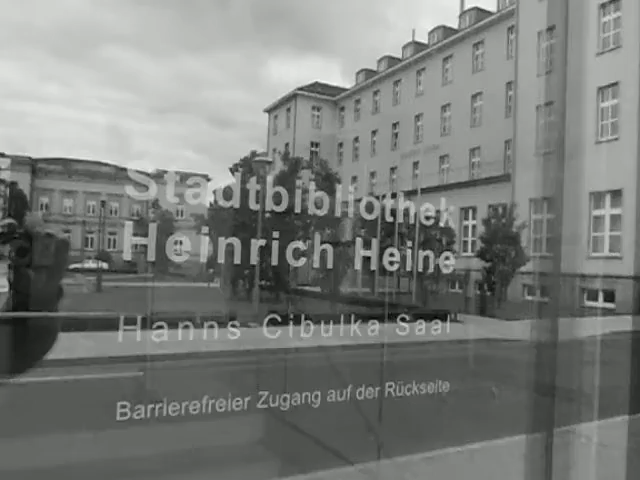 Stadtbibliothek
Heinrich Heine
Hanns Cibulka Saal
Barrierefreier Zugang auf der Rückseite